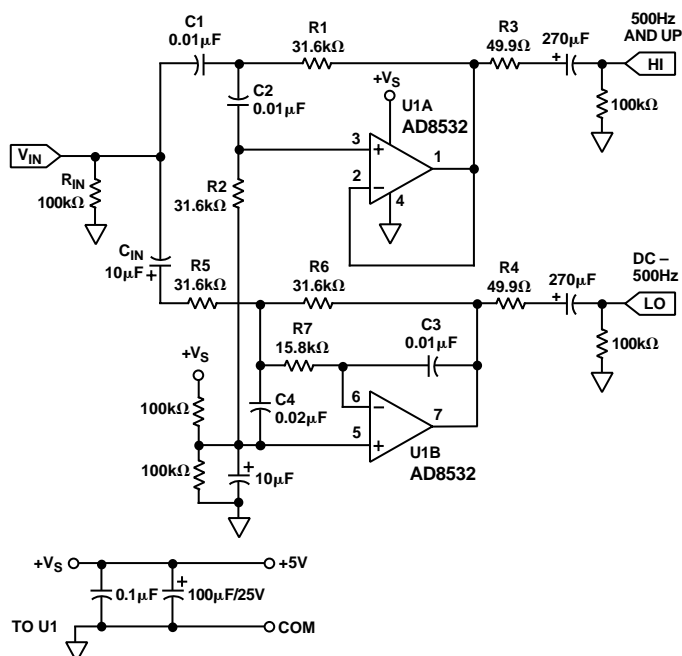 C1
0.01µF
R1
31.6kΩ
R3
49.9Ω
270µF
+
500Hz
AND UP
HI
100kΩ
C2
0.01µF
+VS
U1A
AD8532
3
+
2
−
1
4
VIN
RIN
100kΩ
R2
31.6kΩ
CIN
10µF
+
R5
31.6kΩ
R6
31.6kΩ
R4
49.9Ω
270µF
+
DC –
500Hz
LO
100kΩ
R7
15.8kΩ
C3
0.01µF
+VS
100kΩ
C4
0.02µF
6
−
5
+
7
U1B
AD8532
100kΩ
+
10µF
+VS
+5V
0.1µF
+
100µF/25V
TO U1
COM